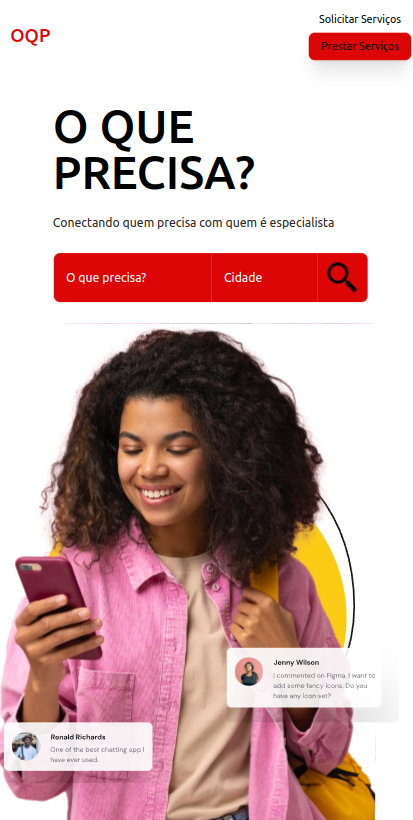 Solicitar Serviços
OQP
Prestar Serviços
O QUE
PRECISA?
Conectando quem precisa com quem é especialista
O que precisa?
Cidade
Jenny Wilson
I commented on Figma, I want to
add some fancy icons. Do you
have any icon set?
Ronald Richards
One of the best chatting app I
have ever used.